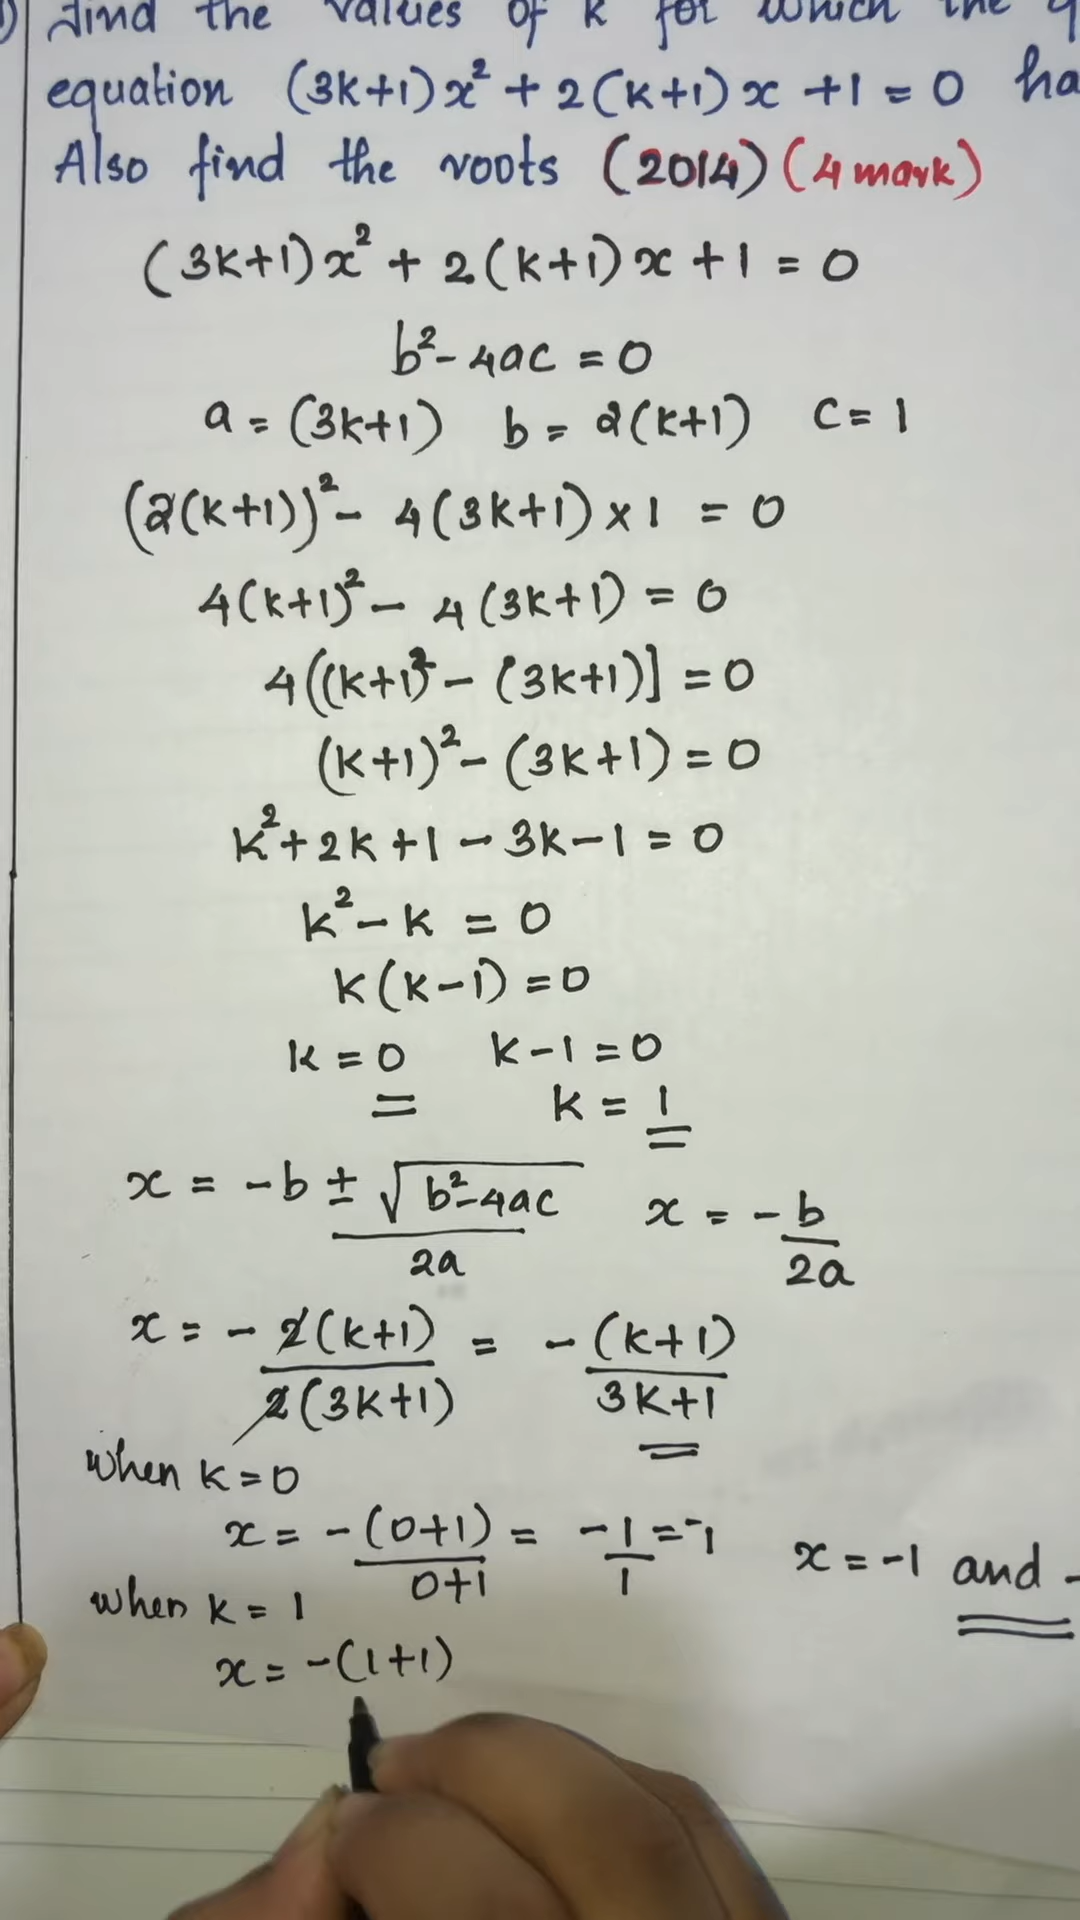 find the values of k for which the
equation (3k+1)x² + 2(k+1)x + 1 = 0 ha
Also find the roots (2014) (4 mark)
(3k+1)x² + 2(k+1)x + 1 = 0
b² - 4ac = 0
a = (3k+1) b = 2(k+1) c = 1
(2(k+1))² - 4(3k+1) × 1 = 0
4(k+1)² - 4(3k+1) = 0
4((k+1)² - (3k+1)] = 0
(k+1)² - (3k+1) = 0
k² + 2k + 1 - 3k - 1 = 0
k² - k = 0
k(k-1) = 0
k = 0 k - 1 = 0
k = 1
x = -b ± √b²-4ac / 2a x = -b / 2a
x = - 2(k+1) / 2(3k+1) = -(k+1) / 3k+1
when k = 0
x = -(0+1) / 0+1 = -1 / 1 = -1 x = -1 and -
when k = 1
x = -(1+1)